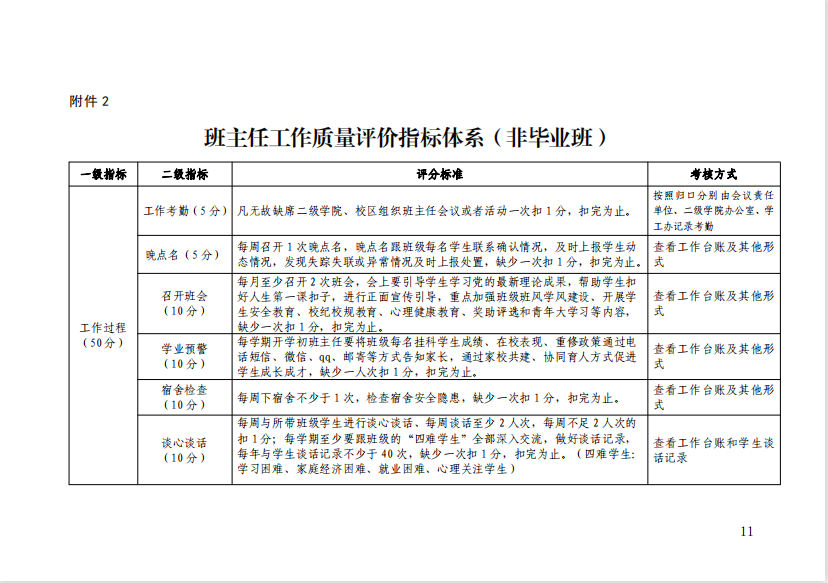 附件 2
班主任工作质量评价指标体系（非毕业班）
一级指标 二级指标 评分标准 考核方式
工作过程
（50分）
工作考勤（5 分）
凡无故缺席二级学院、校区组织班主任会议或者活动一次扣 1 分，扣完为止。
按照归口分别由会议责任
单位、二级学院办公室、学
工办记录考勤
晚点名（5 分）
每周召开 1 次晚点名，晚点名跟班级每名学生联系确认情况，及时上报学生动
态情况，发现失踪失联或异常情况及时上报处置，缺少一次扣 1 分，扣完为止。
查看工作台账及其他形
式
召开班会
（10 分）
每月至少召开 2 次班会，会上要引导学生学习党的最新理论成果，帮助学生扣
好人生第一课扣子，进行正面宣传引导，重点加强班级班风学风建设、开展学
生安全教育、校纪校规教育、心理健康教育、奖助评选和青年大学习等内容，
缺少一次扣 1 分，扣完为止。
查看工作台账及其他形
式
学业预警
（10 分）
每学期开学初班主任要将班级每名挂科学生成绩、在校表现、重修政策通过电
话短信、微信、qq、邮寄等方式告知家长，通过家校共建、协同育人方式促进
学生成长成才，缺少一人次扣 1 分，扣完为止。
查看工作台账及其他形
式
宿舍检查
（10 分）
每周下宿舍不少于 1 次，检查宿舍安全隐患，缺少一次扣 1 分，扣完为止。
查看工作台账及其他形
式
谈心谈话
（10 分）
每周与所带班级学生进行谈心谈话、每周谈话至少 2 人次，每周不足 2 人次的
扣 1 分；每学期至少要跟班级的“四难学生”全部深入交流，做好谈话记录，
每年与学生谈话记录不少于 40 次，缺少一次扣 1 分，扣完为止。（四难学生：
学习困难、家庭经济困难、就业困难、心理关注学生）
查看工作台账和学生谈
话记录
11